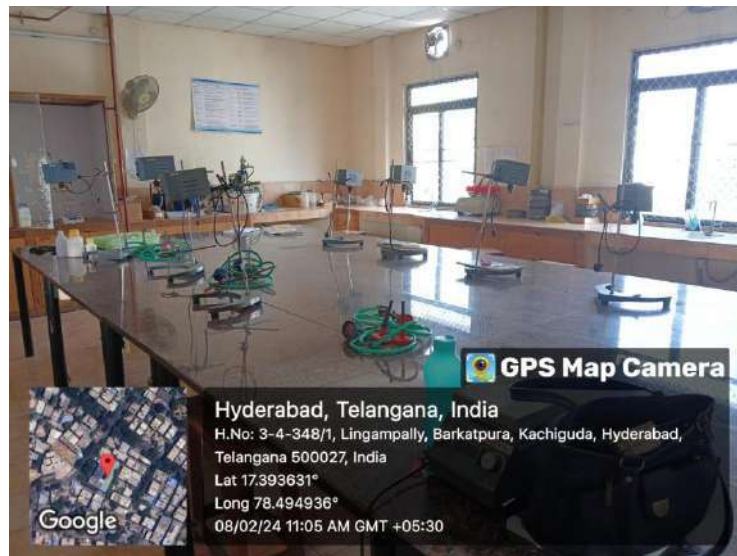 GPS Map Camera
Hyderabad, Telangana, India
H.No: 3-4-348/1, Lingampally, Barkatpura, Kachiguda, Hyderabad,
Telangana 500027, India
Lat 17.393631°
Long 78.494936°
08/02/24 11:05 AM GMT +05:30
Google